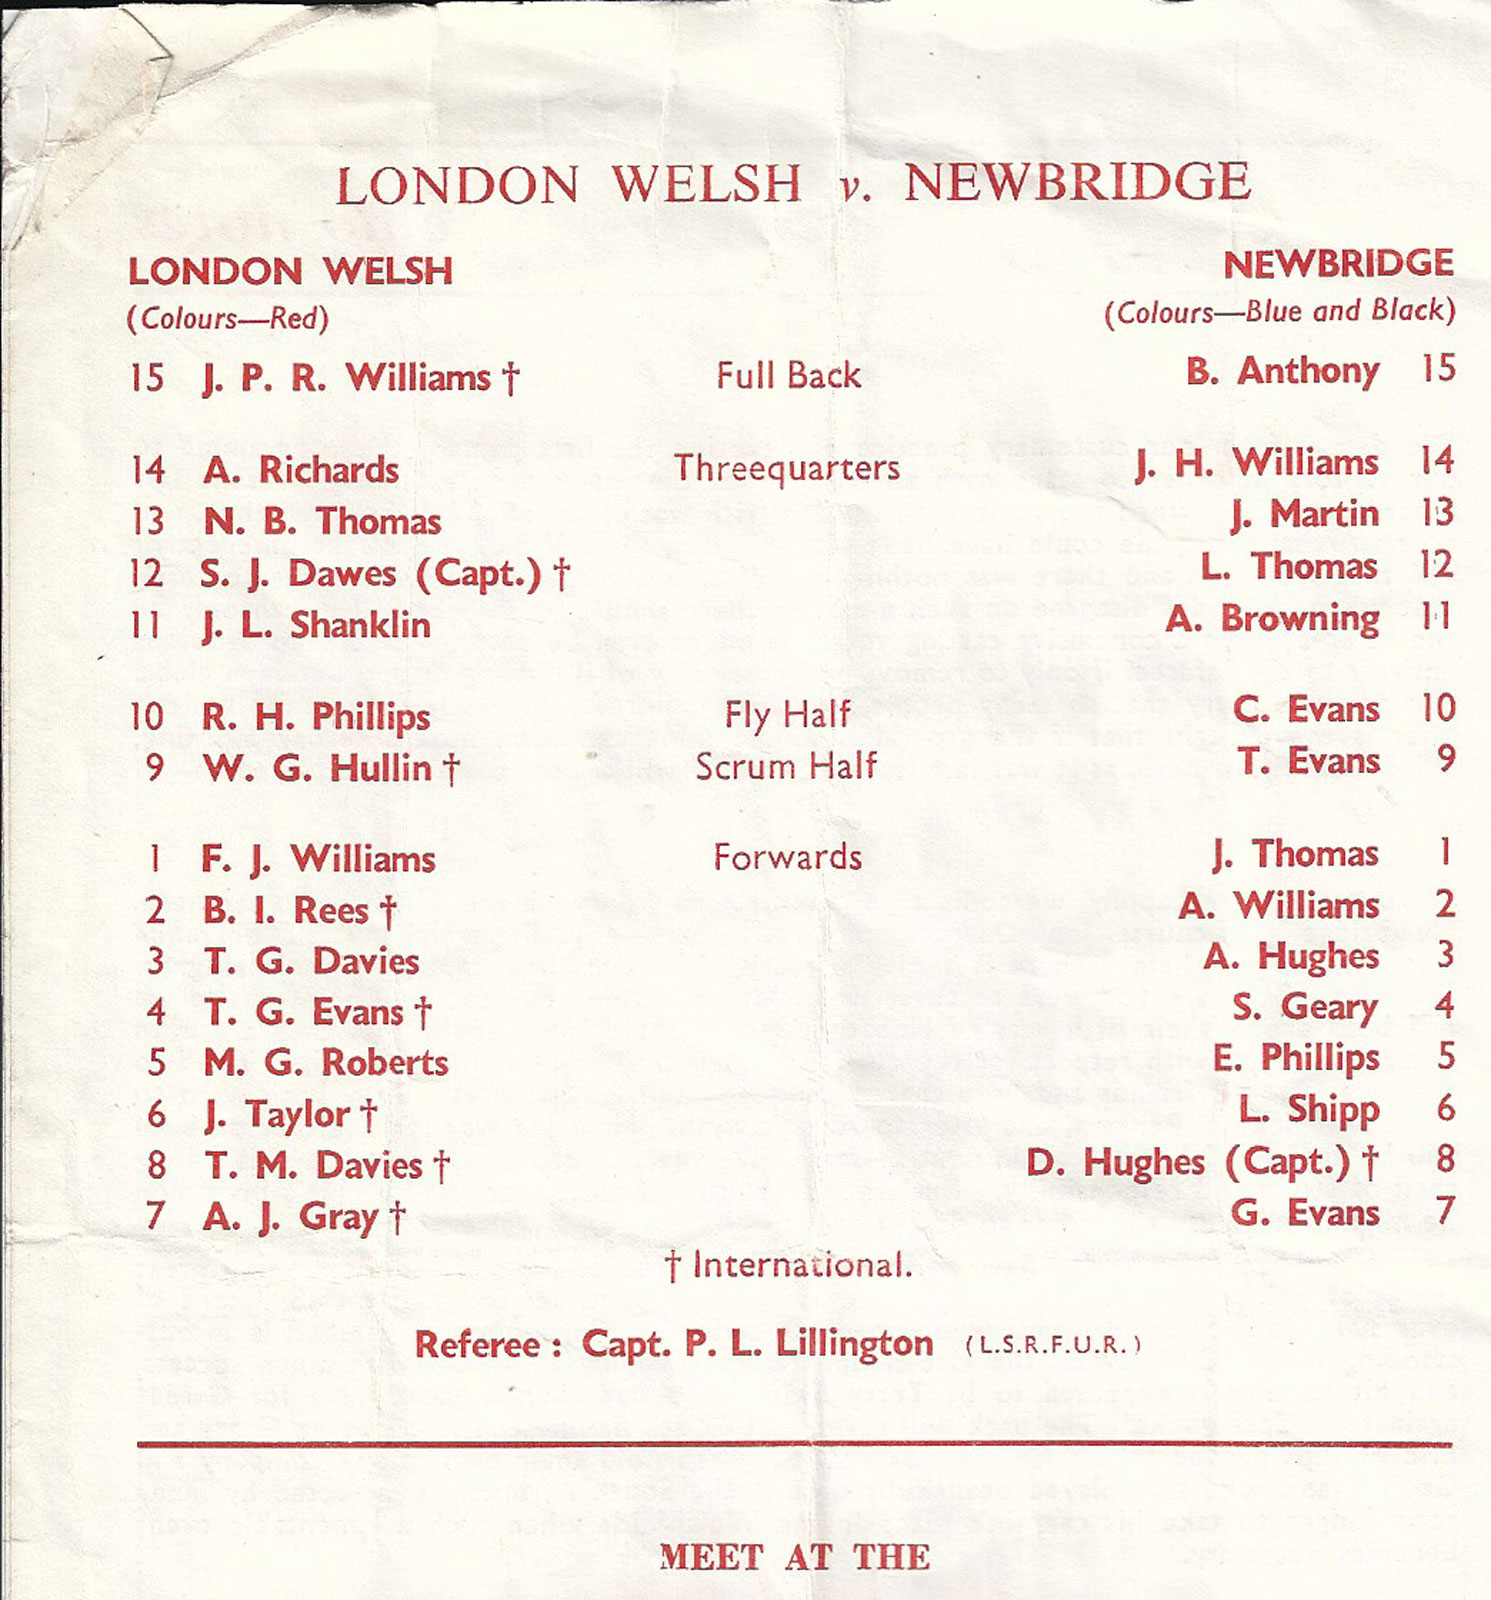 LONDON WELSH v. NEWBRIDGE
LONDON WELSH NEWBRIDGE
(Colours—Red) (Colours—Blue and Black)
15 J. P. R. Williams † Full Back B. Anthony 15
14 A. Richards Threequarters J. H. Williams 14
13 N. B. Thomas J. Martin 13
12 S. J. Dawes (Capt.) † L. Thomas 12
11 J. L. Shanklin A. Browning 11
10 R. H. Phillips Fly Half C. Evans 10
9 W. G. Hullin † Scrum Half T. Evans 9
1 F. J. Williams Forwards J. Thomas 1
2 B. I. Rees † A. Williams 2
3 T. G. Davies A. Hughes 3
4 T. G. Evans † S. Geary 4
5 M. G. Roberts E. Phillips 5
6 J. Taylor † L. Shipp 6
8 T. M. Davies † D. Hughes (Capt.) † 8
7 A. J. Gray † G. Evans 7
† International.
Referee : Capt. P. L. Lillington (L.S.R.F.U.R.)
MEET AT THE